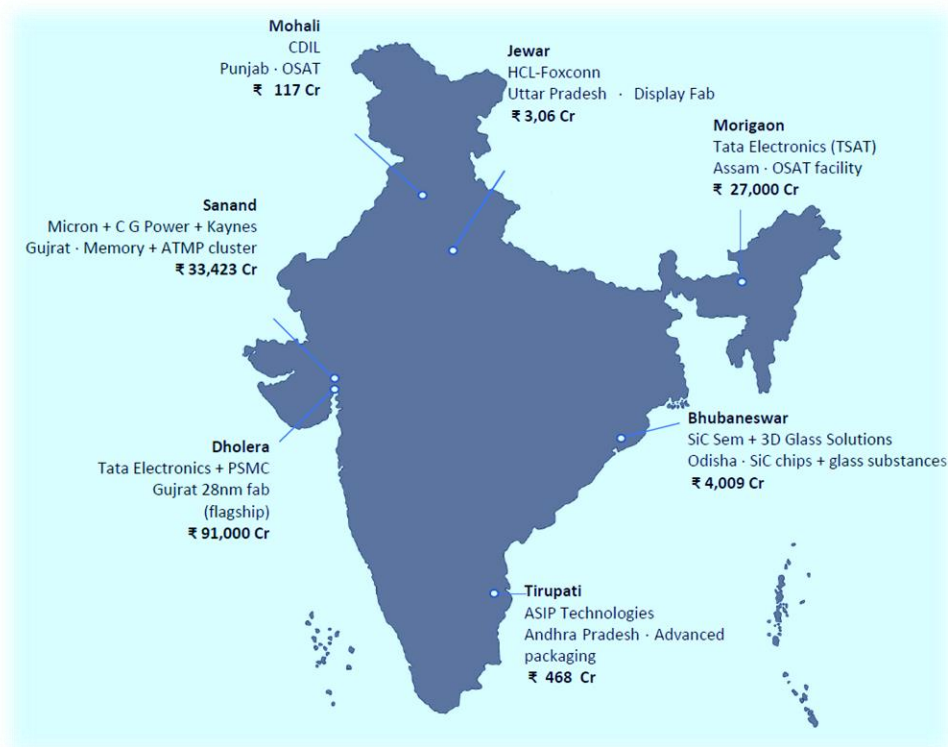 Mohali
CDIL
Punjab · OSAT
₹ 117 Cr
Jewar
HCL-Foxconn
Uttar Pradesh · Display Fab
₹ 3,06 Cr
Morigaon
Tata Electronics (TSAT)
Assam · OSAT facility
₹ 27,000 Cr
Sanand
Micron + C G Power + Kaynes
Gujrat · Memory + ATMP cluster
₹ 33,423 Cr
Dholera
Tata Electronics + PSMC
Gujrat 28nm fab
(flagship)
₹ 91,000 Cr
Bhubaneswar
SiC Sem + 3D Glass Solutions
Odisha · SiC chips + glass substances
₹ 4,009 Cr
Tirupati
ASIP Technologies
Andhra Pradesh · Advanced
packaging
₹ 468 Cr